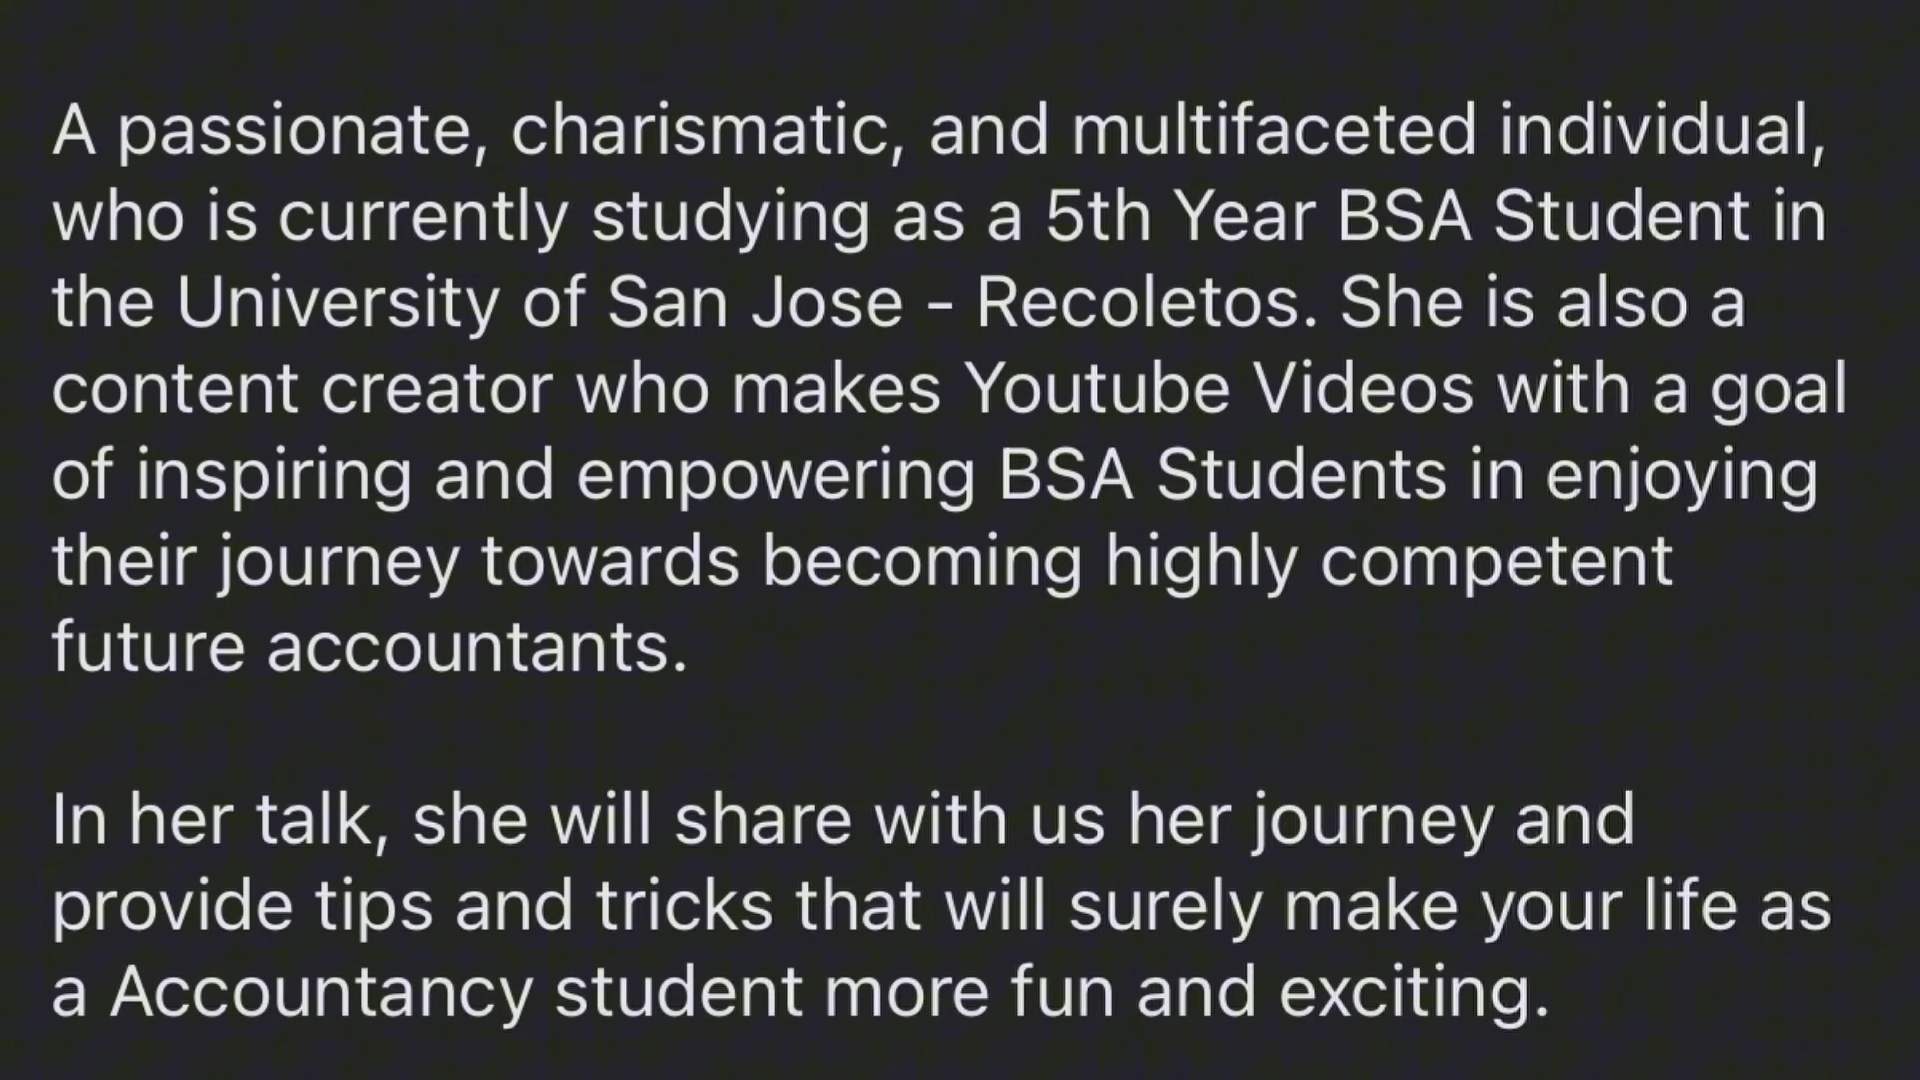 A passionate, charismatic, and multifaceted individual,
who is currently studying as a 5th Year BSA Student in
the University of San Jose - Recoletos. She is also a
content creator who makes Youtube Videos with a goal
of inspiring and empowering BSA Students in enjoying
their journey towards becoming highly competent
future accountants.
In her talk, she will share with us her journey and
provide tips and tricks that will surely make your life as
a Accountancy student more fun and exciting.